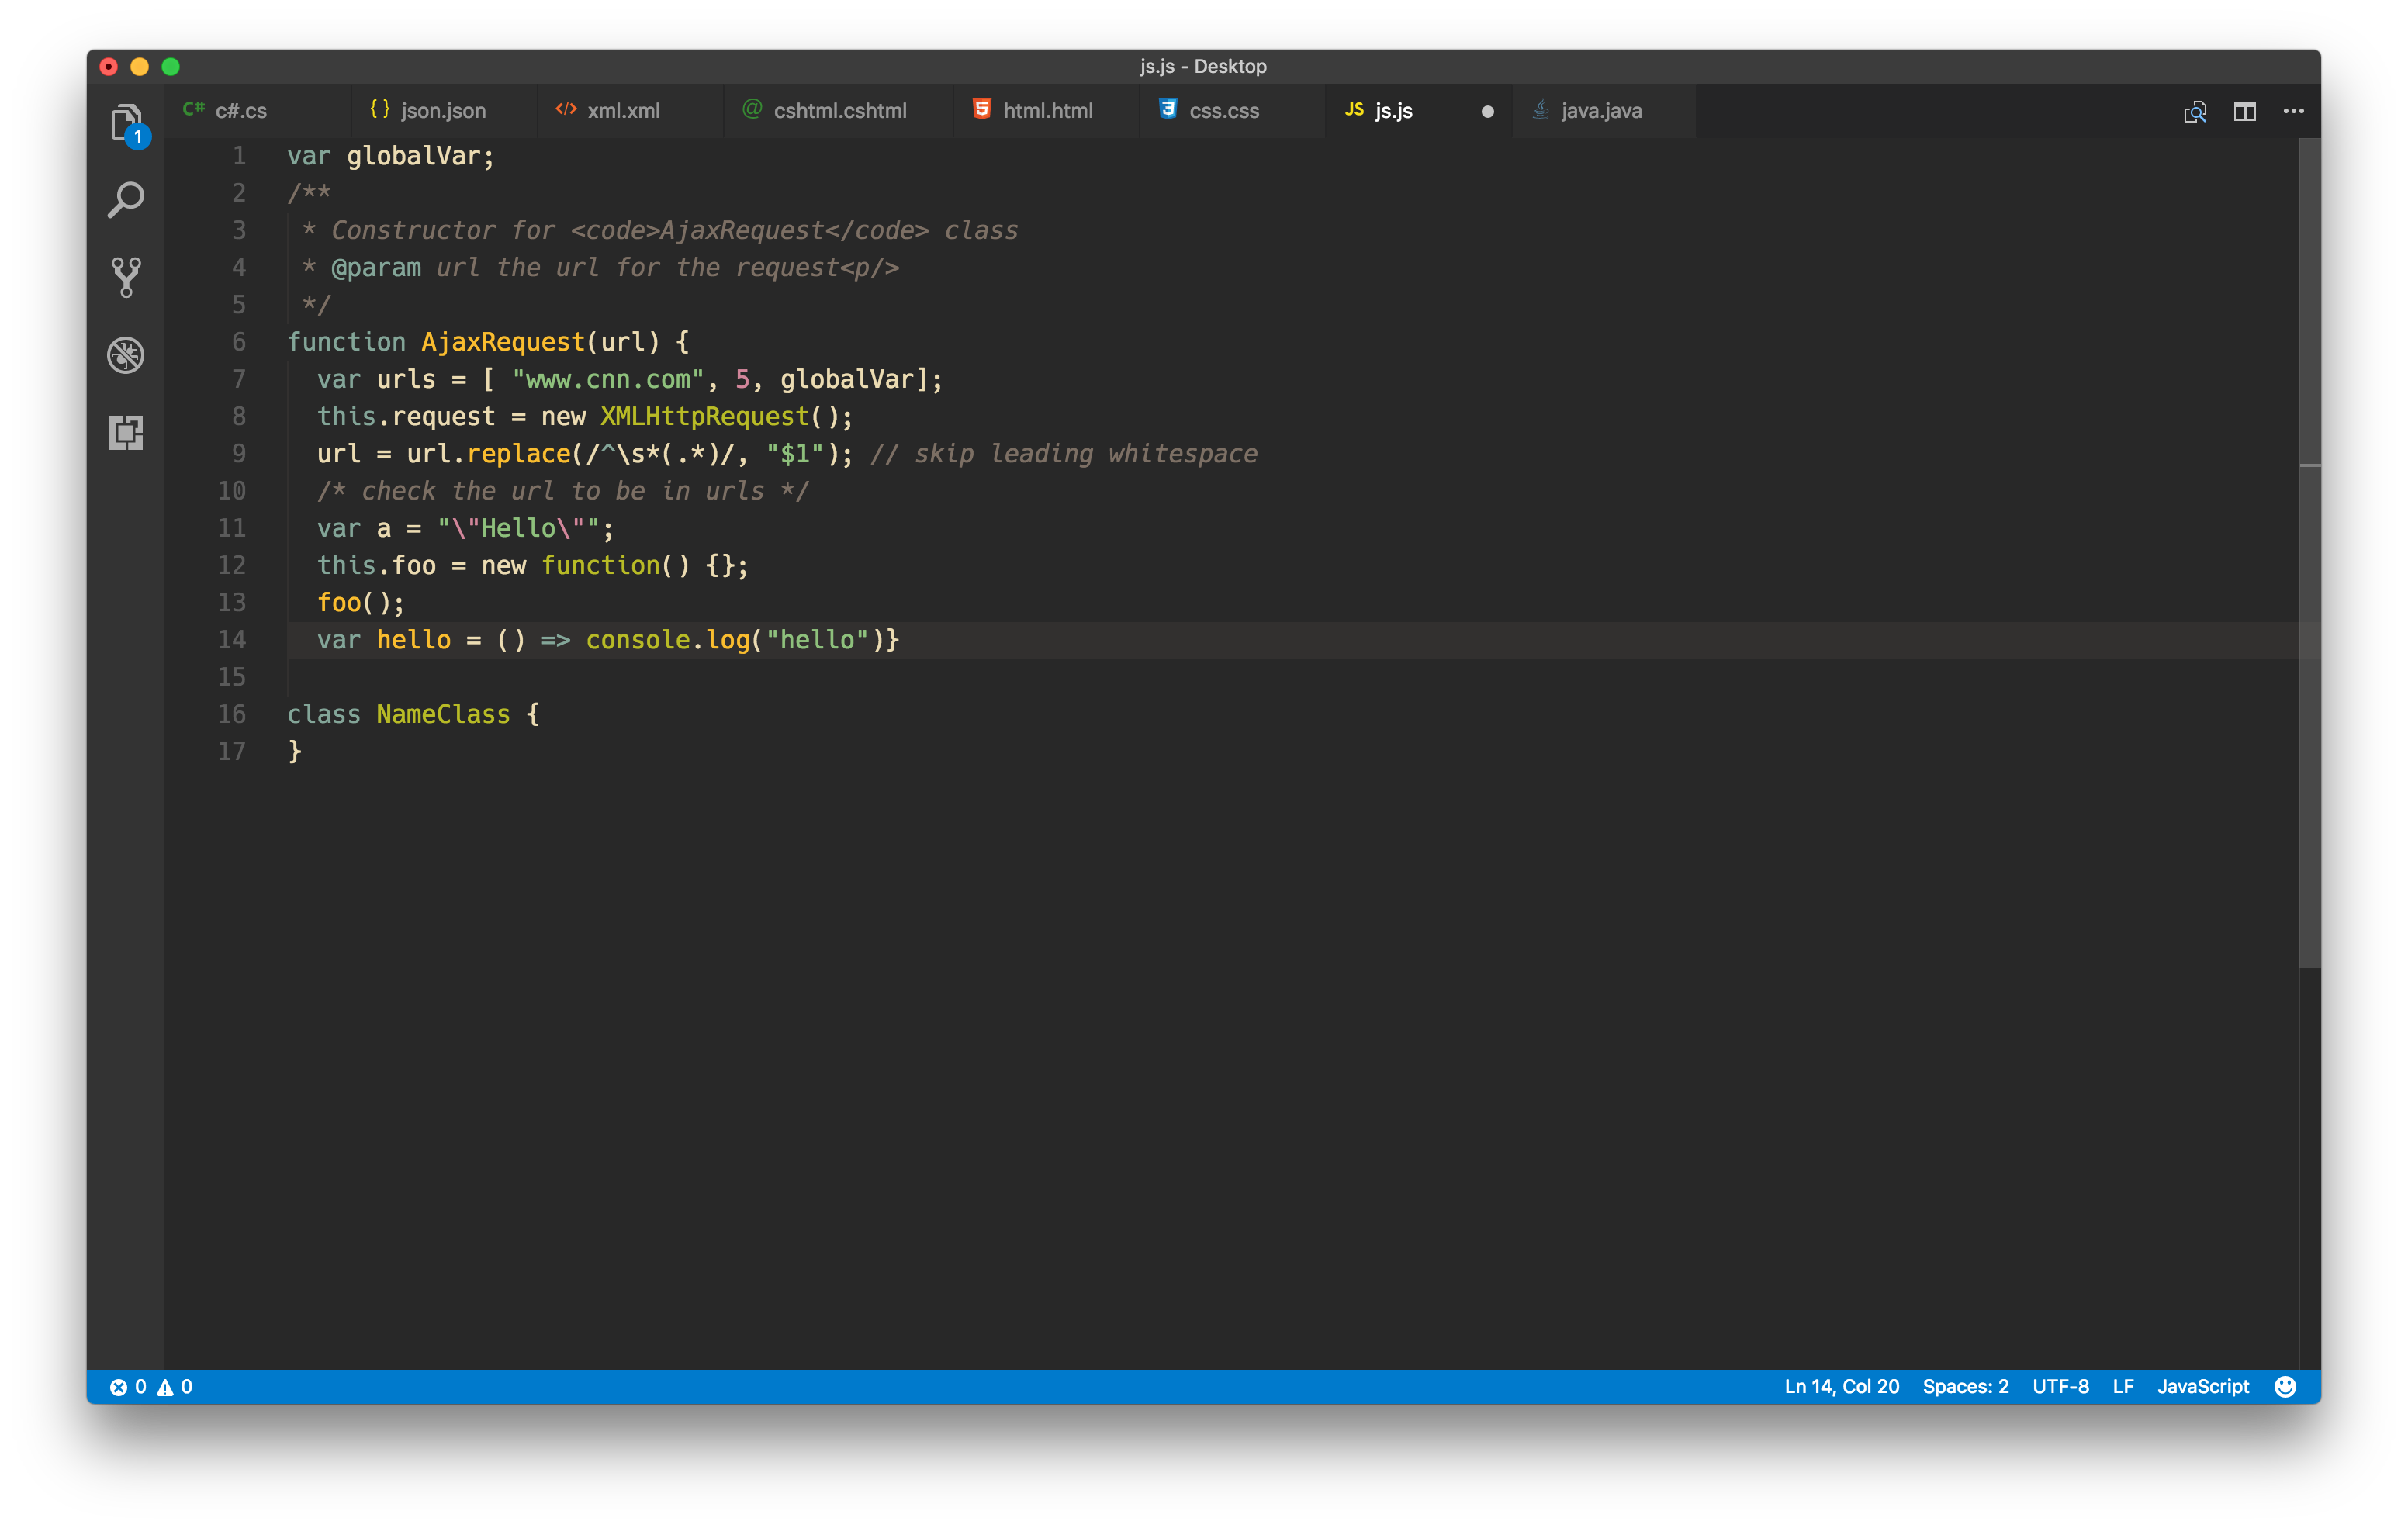 js.js - Desktop
C# c#.cs
{ } json.json
</> xml.xml
@ cshtml.cshtml
5 html.html
3 css.css
JS js.js
java.java
1
1 var globalVar;
2 /**
3  * Constructor for <code>AjaxRequest</code> class
4  * @param url the url for the request<p/>
5  */
6 function AjaxRequest(url) {
7   var urls = [ "www.cnn.com", 5, globalVar];
8   this.request = new XMLHttpRequest();
9   url = url.replace(/^\s*(.*)/, "$1"); // skip leading whitespace
10   /* check the url to be in urls */
11   var a = "\"Hello\"";
12   this.foo = new function() {};
13   foo();
14   var hello = () => console.log("hello")}
15
16 class NameClass {
17 }
0 0 Ln 14, Col 20 Spaces: 2 UTF-8 LF JavaScript